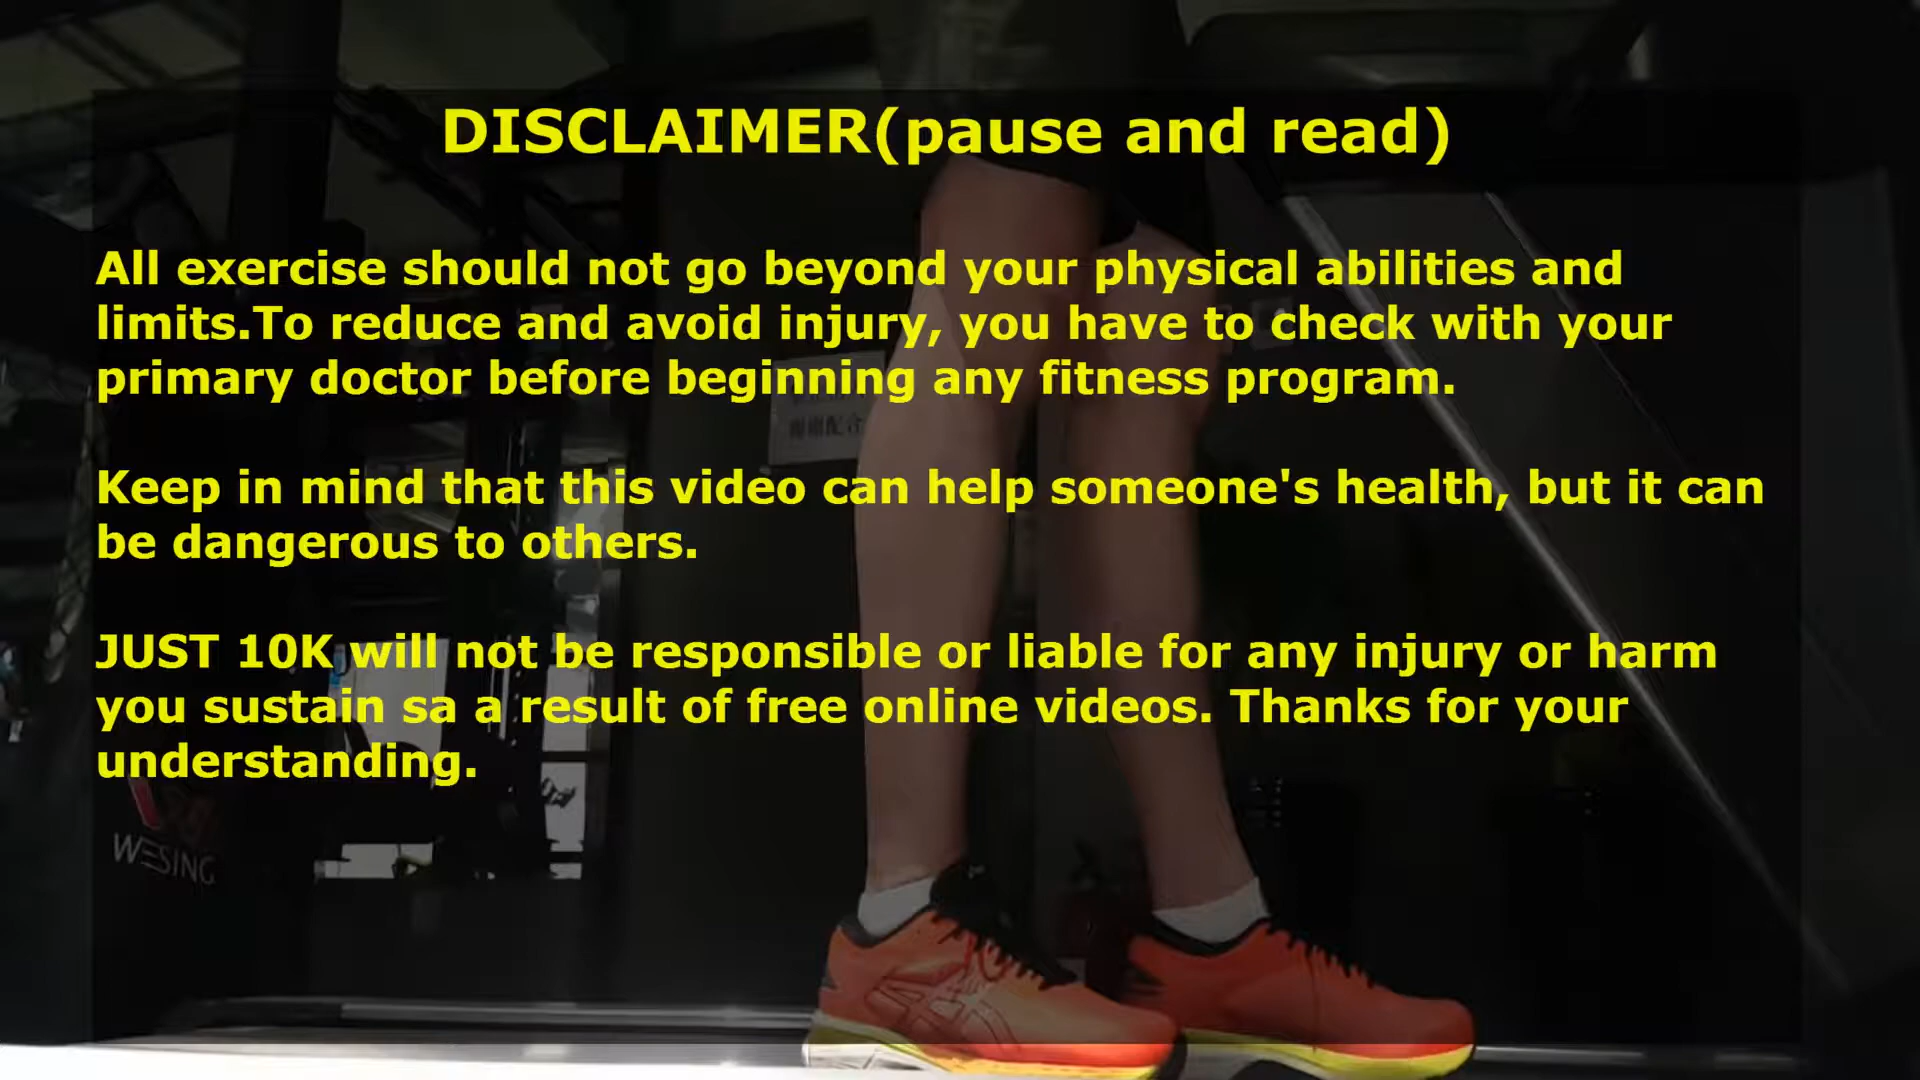 DISCLAIMER(pause and read)
All exercise should not go beyond your physical abilities and
limits.To reduce and avoid injury, you have to check with your
primary doctor before beginning any fitness program.
Keep in mind that this video can help someone's health, but it can
be dangerous to others.
JUST 10K will not be responsible or liable for any injury or harm
you sustain sa a result of free online videos. Thanks for your
understanding.
WESING